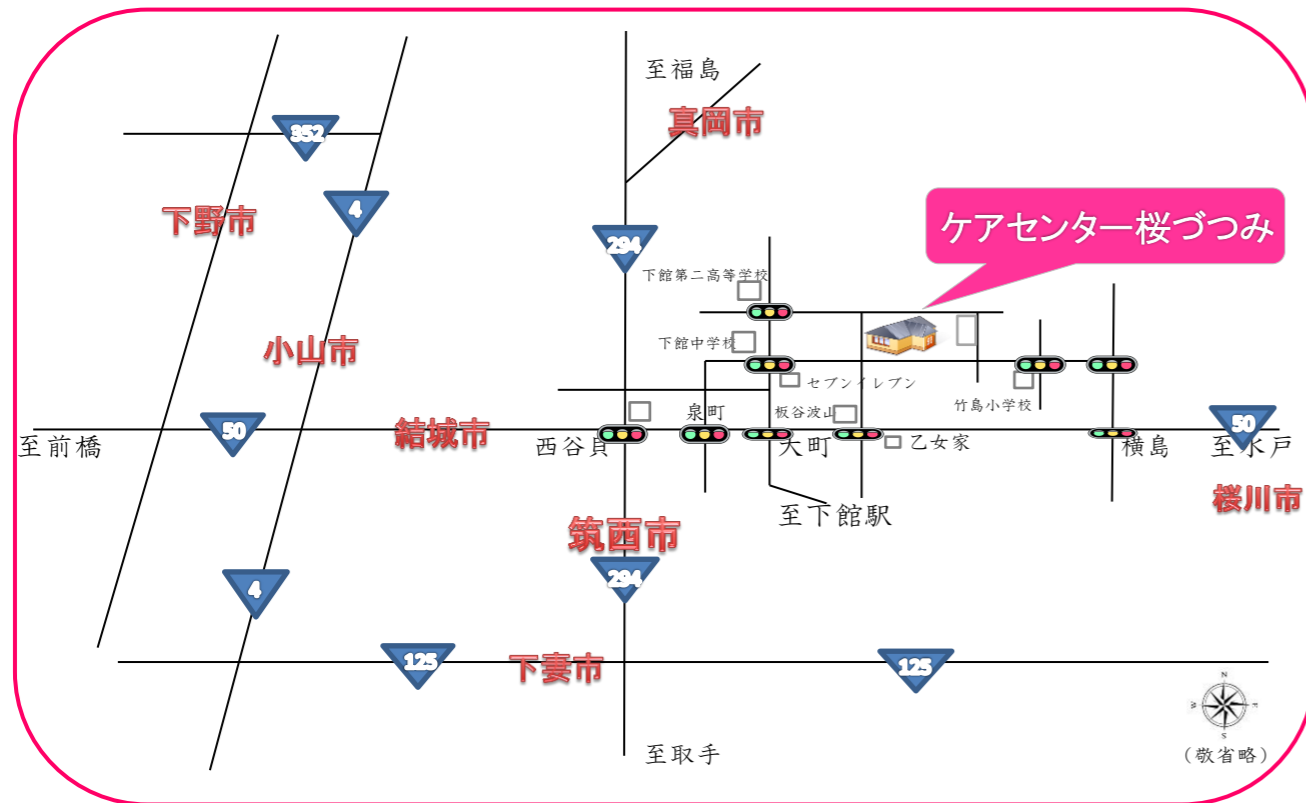 至福島
真岡市
352
下野市
4
ケアセンター桜づつみ
294
下館第二高等学校
下館中学校
小山市
セブンイレブン
竹島小学校
泉町
板谷波山
50
結城市
50
至前橋
西谷貝
大町
乙女家
横島
至水戸
桜川市
至下館駅
筑西市
294
4
125
下妻市
125
N
W
E
S
至取手
(敬省略)